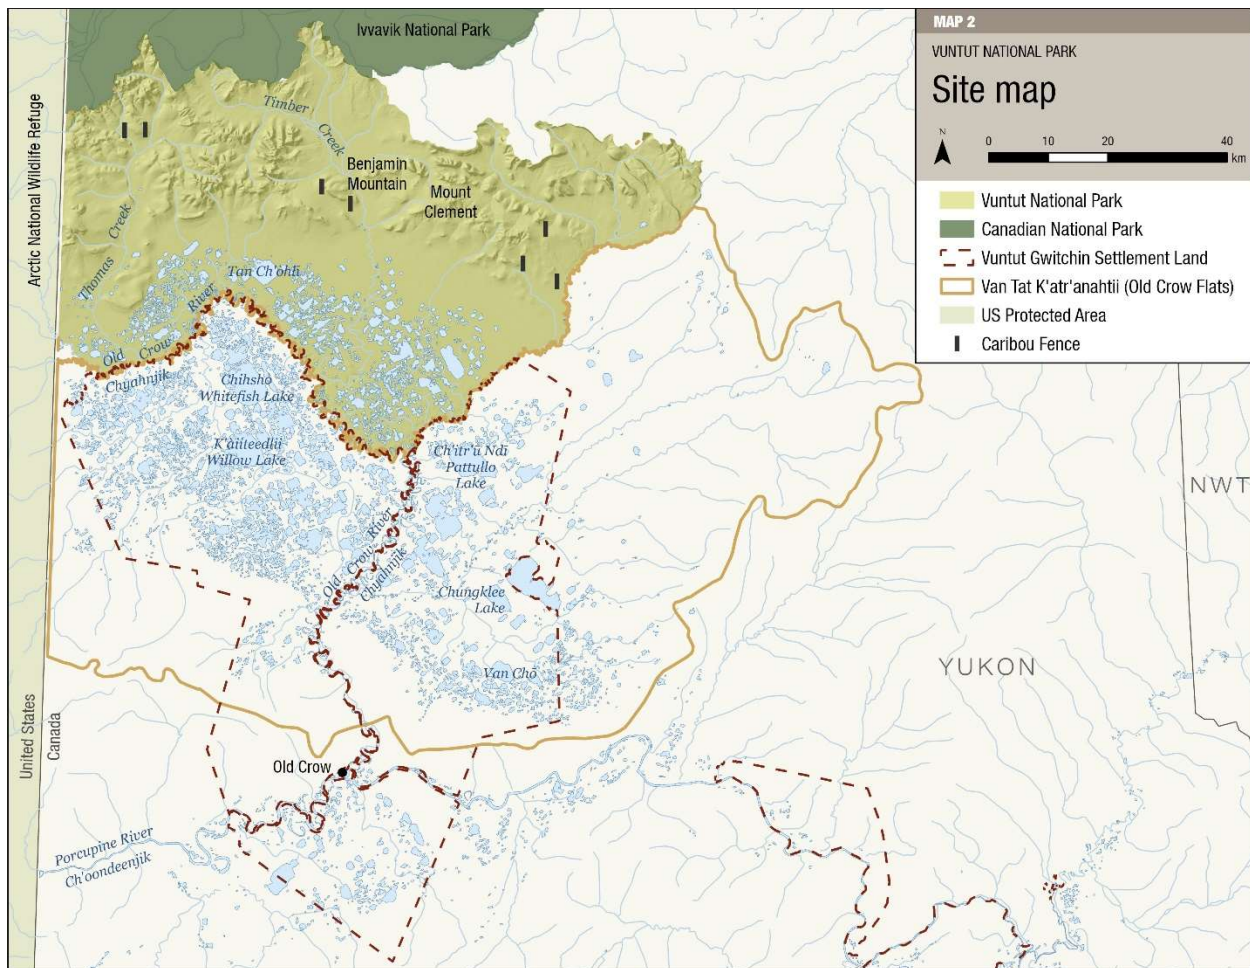 MAP 2
VUNTUT NATIONAL PARK
Site map
N
0 10 20 40
km
Vuntut National Park
Canadian National Park
Vuntut Gwitchin Settlement Land
Van Tat K'atr'anahtii (Old Crow Flats)
US Protected Area
Caribou Fence
Ivvavik National Park
Arctic National Wildlife Refuge
Timber
Creek
Benjamin
Mountain
Mount
Clement
Thomas Creek
Tan Ch'ohłi
Old Crow River
Chyahnjik
Chihsho
Whitefish Lake
K'àiiteedlii
Willow Lake
Ch'itr'ù Ndí
Pattullo
Lake
Old Crow River
Chyahnjik
Chungklee
Lake
Van Chō
NWT
YUKON
United States
Canada
Old Crow
Porcupine River
Ch'oondeenjik